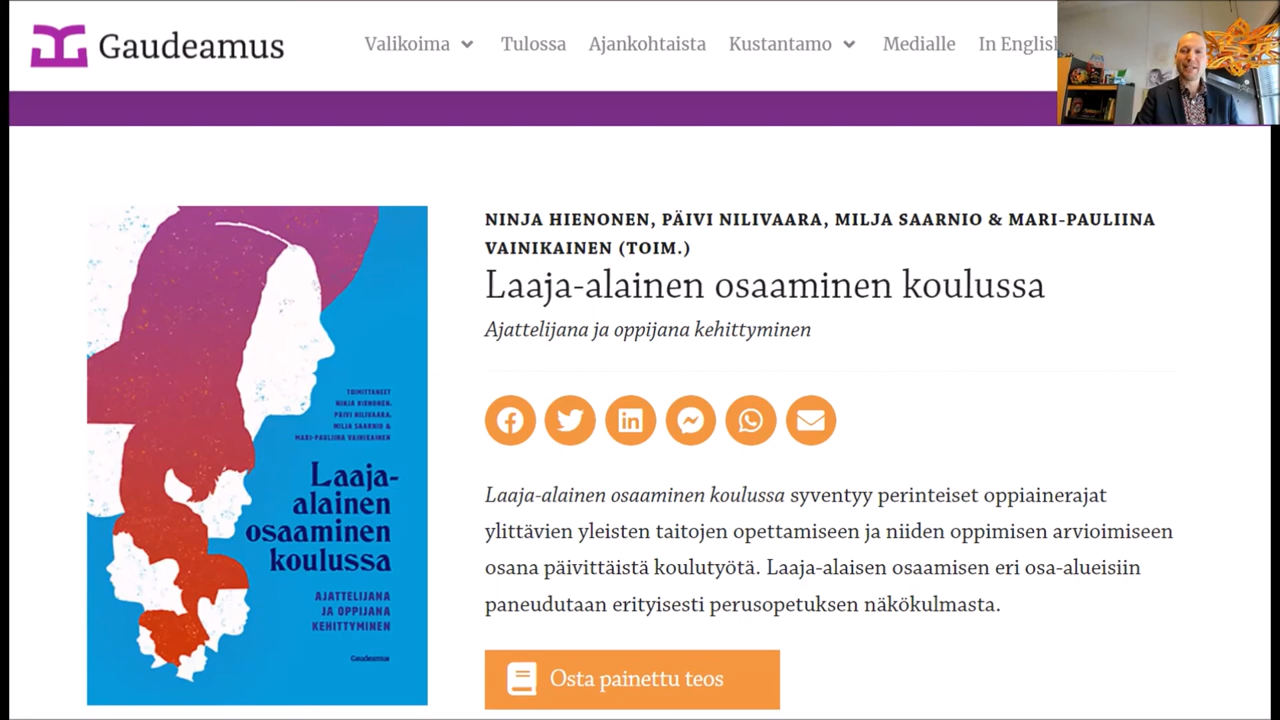 Gaudeamus
Valikoima Tulossa Ajankohtaista Kustantamo Medialle In English
NINJA HIENONEN, PÄIVI NILIVAARA, MILJA SAARNIO & MARI-PAULIINA
VAINIKAINEN (TOIM.)
Laaja-alainen osaaminen koulussa
Ajattelijana ja oppijana kehittyminen
Laaja-alainen osaaminen koulussa syventyy perinteiset oppiainerajat
ylittävien yleisten taitojen opettamiseen ja niiden oppimisen arvioimiseen
osana päivittäistä koulutyötä. Laaja-alaisen osaamisen eri osa-alueisiin
paneudutaan erityisesti perusopetuksen näkökulmasta.
Osta painettu teos
TOIMITTANEET
NINJA HIENONEN,
PÄIVI NILIVAARA,
MILJA SAARNIO &
MARI-PAULIINA VAINIKAINEN
Laaja-
alainen
osaaminen
koulussa
AJATTELIJANA
JA OPPIJANA
KEHITTYMINEN
Gaudeamus